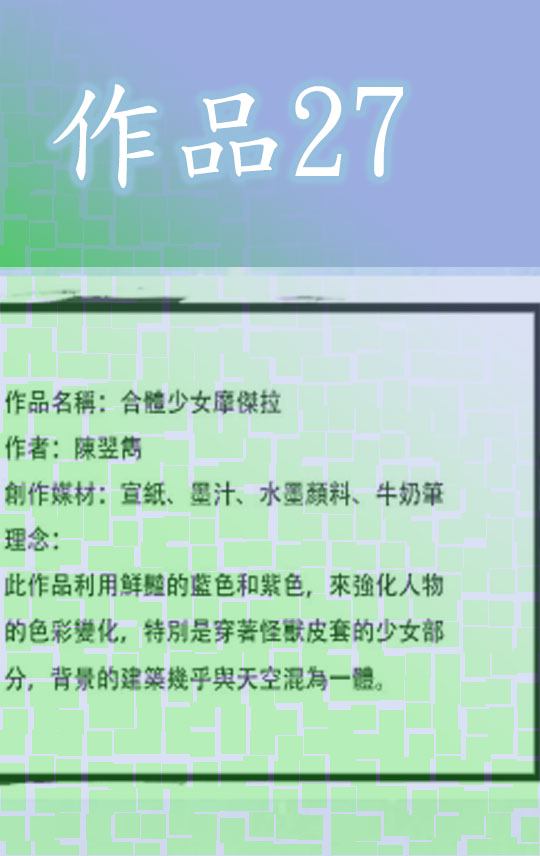 作品27
作品名稱：合體少女摩傑拉
作者：陳翌雋
創作媒材：宣紙、墨汁、水墨顏料、牛奶筆
理念：
此作品利用鮮豔的藍色和紫色，來強化人物
的色彩變化，特別是穿著怪獸皮套的少女部
分，背景的建築幾乎與天空混為一體。